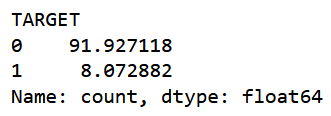 TARGET
0    91.927118
1     8.072882
Name: count, dtype: float64